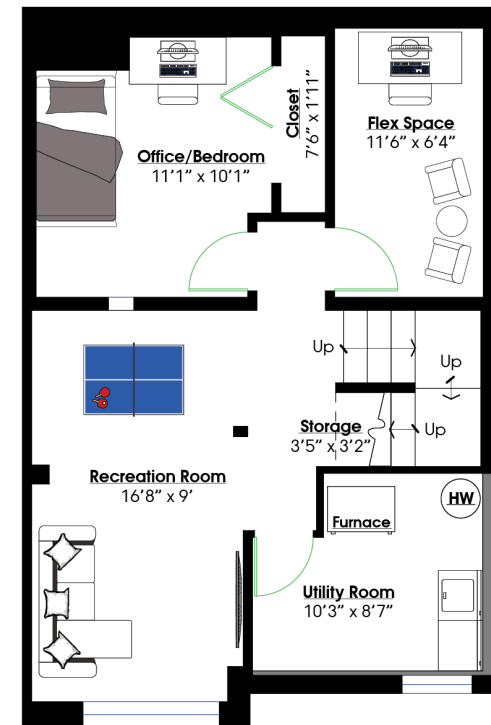 Office/Bedroom
11'1" x 10'1"
Closet
7'6" x 1'11"
Flex Space
11'6" x 6'4"
Up
Up
Up
Storage
3'5" x 3'2"
Recreation Room
16'8" x 9'
HW
Furnace
Utility Room
10'3" x 8'7"